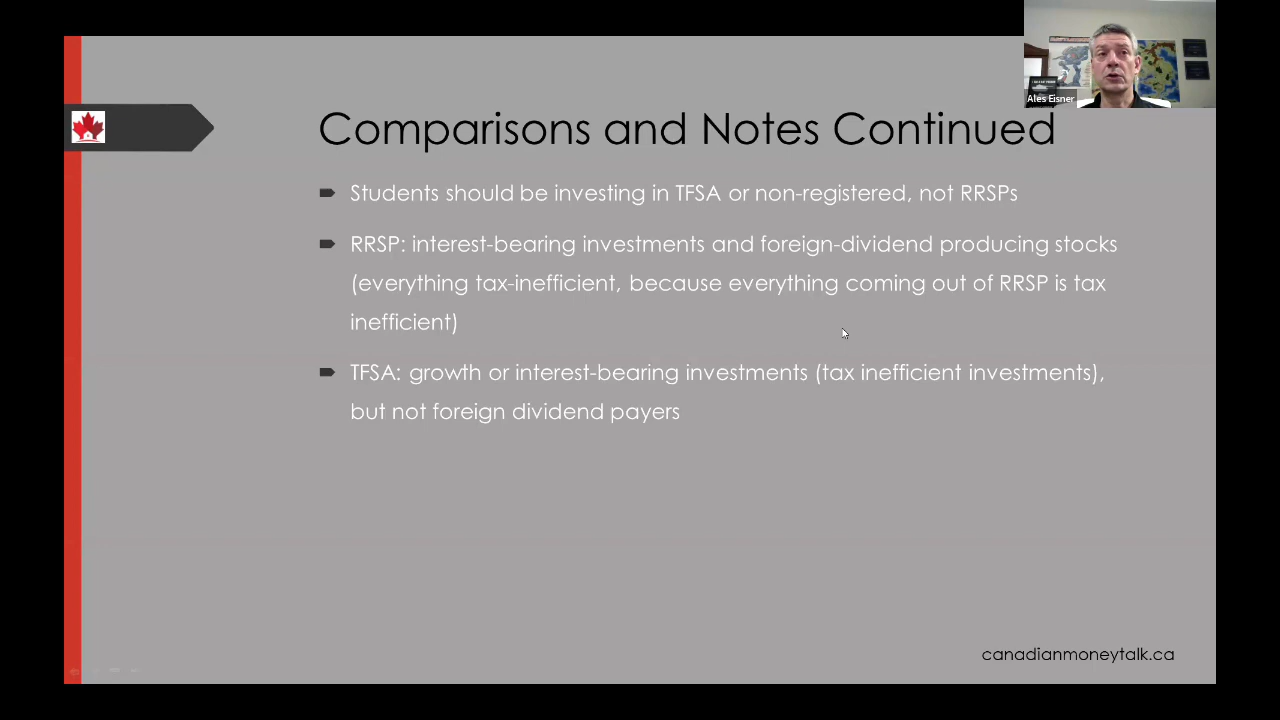 Ales Eisner
Comparisons and Notes Continued
Students should be investing in TFSA or non-registered, not RRSPs
RRSP: interest-bearing investments and foreign-dividend producing stocks
(everything tax-inefficient, because everything coming out of RRSP is tax
inefficient)
TFSA: growth or interest-bearing investments (tax inefficient investments),
but not foreign dividend payers
canadianmoneytalk.ca